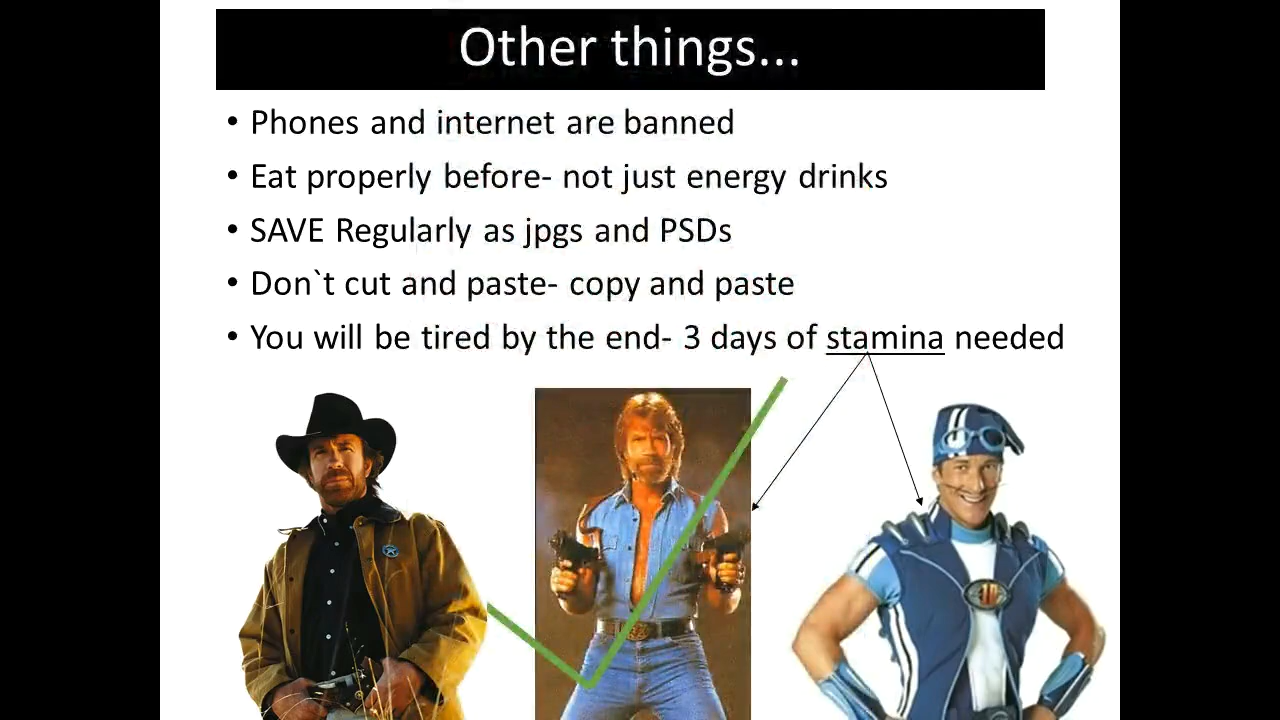 Other things...
• Phones and internet are banned
• Eat properly before- not just energy drinks
• SAVE Regularly as jpgs and PSDs
• Don`t cut and paste- copy and paste
• You will be tired by the end- 3 days of stamina needed